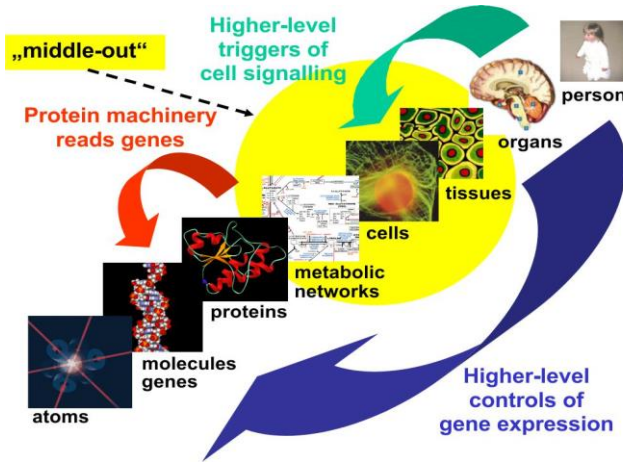 „middle-out“
Higher-level
triggers of
cell signalling
person
Protein machinery
reads genes
organs
tissues
cells
metabolic
networks
proteins
molecules
genes
atoms
Higher-level
controls of
gene expression